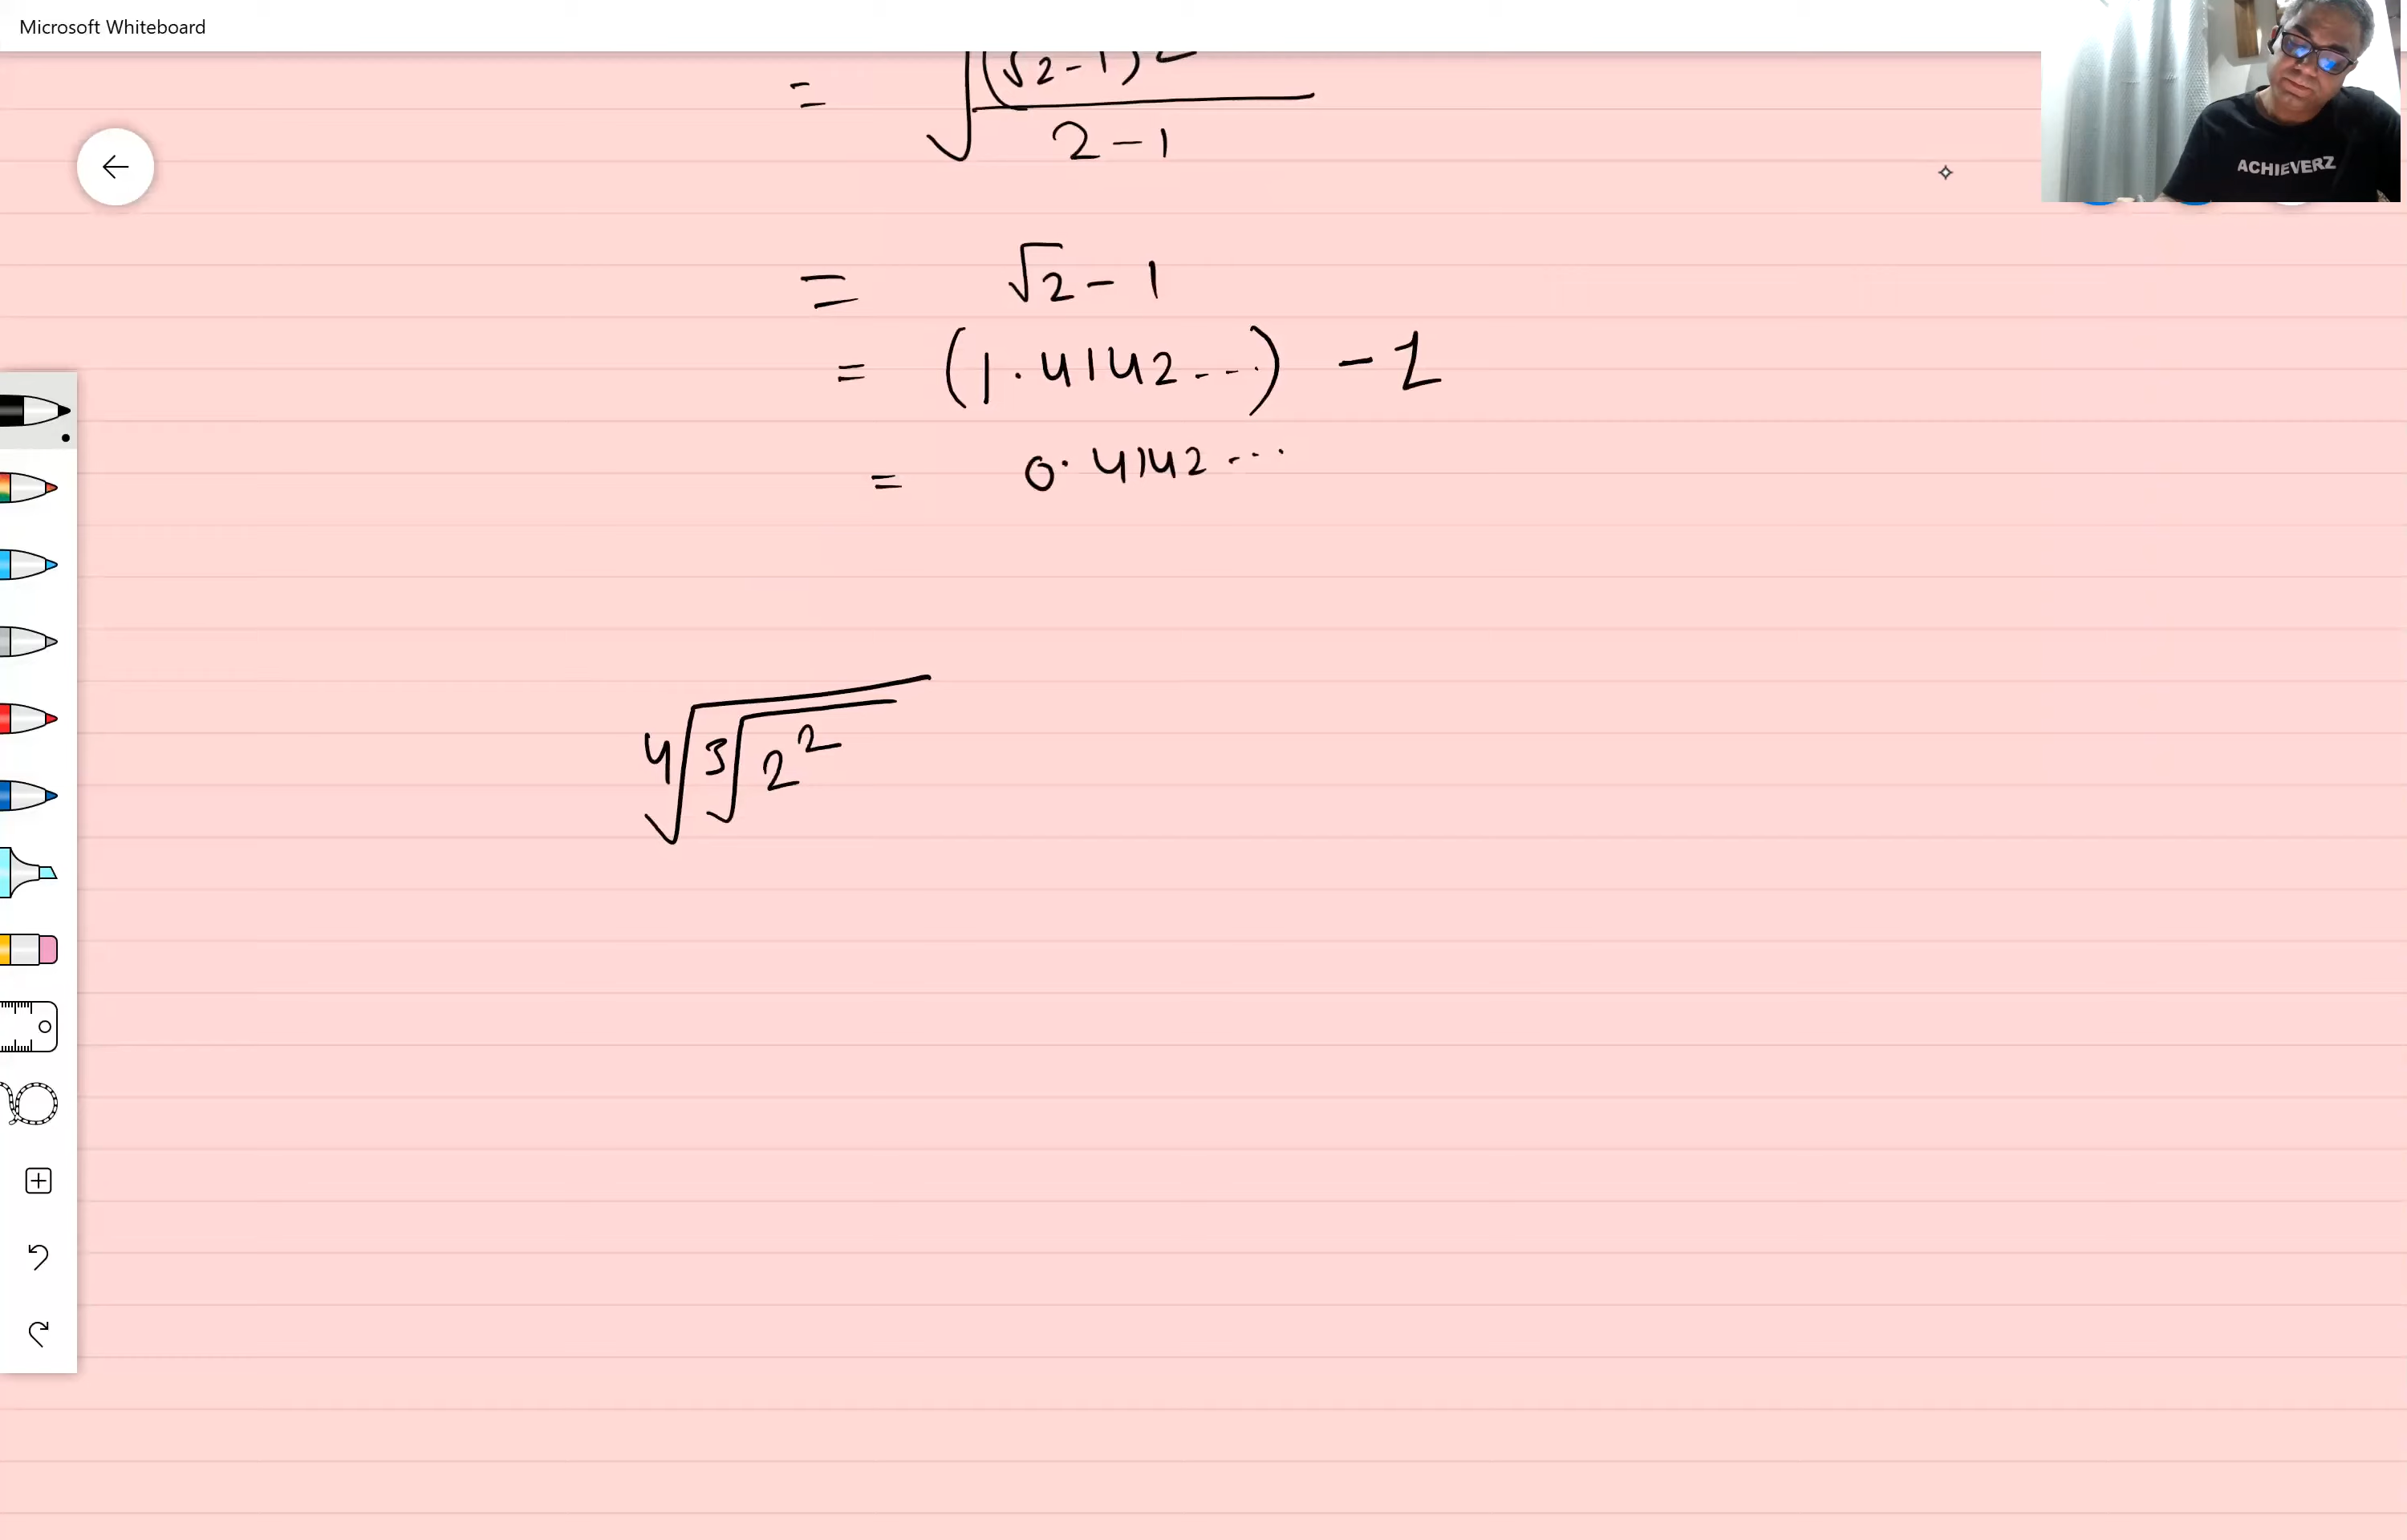 Microsoft Whiteboard
ACHIEVERZ
= √((√2-1)2 / 2-1)
= √2 - 1
= (1.4142...) - 1
= 0.4142...
⁴√(³√(2²))